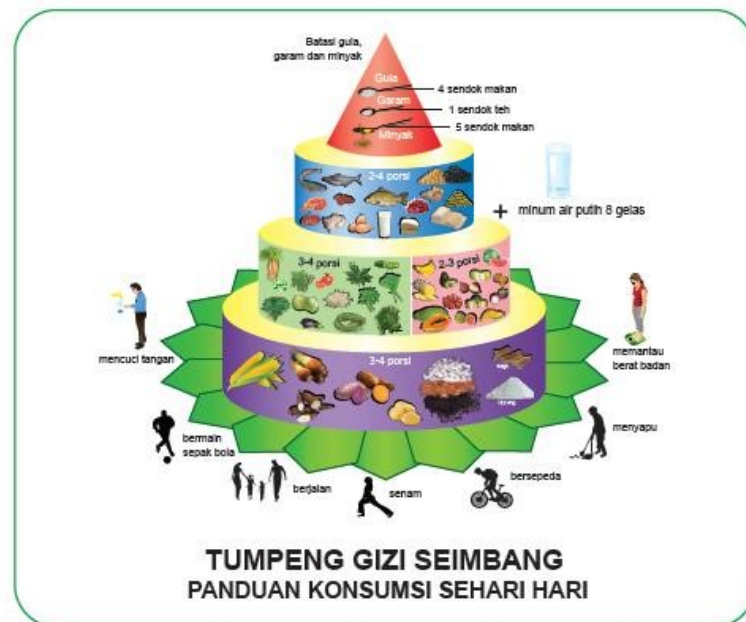 Batasi gula,
garam dan minyak
Gula
4 sendok makan
Garam
1 sendok teh
Minyak
5 sendok makan
2-4 porsi
+ minum air putih 8 gelas
3-4 porsi
2-3 porsi
mencuci tangan
memantau
berat badan
3-4 porsi
sagu
bermain
sepak bola
menyapu
berjalan
senam
bersepeda
TUMPENG GIZI SEIMBANG
PANDUAN KONSUMSI SEHARI HARI